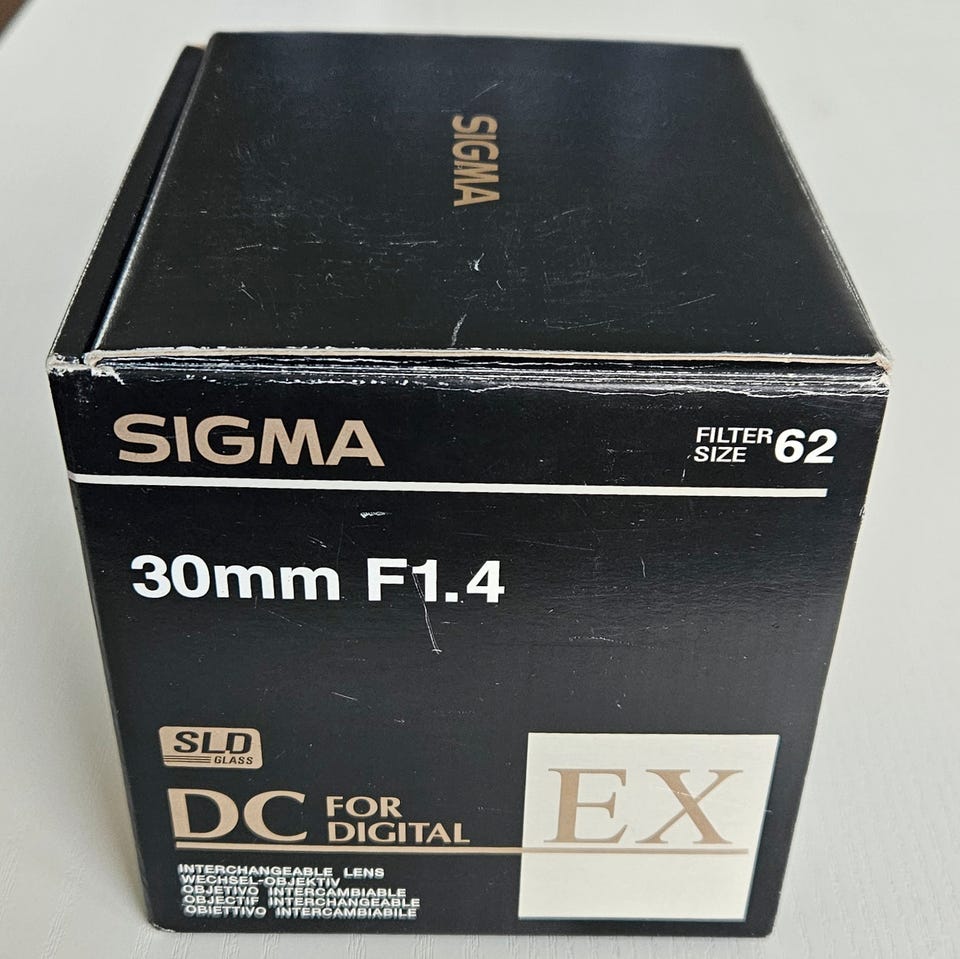 SIGMA
SIGMA
FILTER SIZE 62
30mm F1.4
SLD
GLASS
DC FOR DIGITAL
EX
INTERCHANGEABLE LENS
WECHSEL-OBJEKTIV
OBJETIVO INTERCAMBIABLE
OBJECTIF INTERCHANGEABLE
OBIETTIVO INTERCAMBIABILE